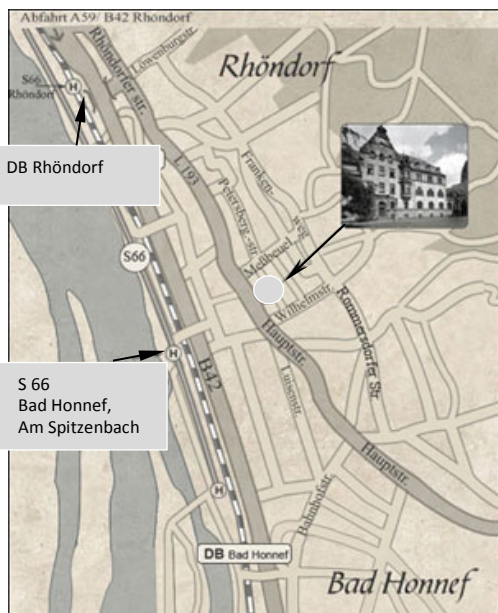 Abfahrt A59/ B42 Rhöndorf
Löwenburgstr.
Rhöndorf
Rhöndorfer str.
S66
Rhöndorf
H
DB Rhöndorf
L193
Franken-
weg
Petersberg.-str.
Meßbeuel
S66
Wilhelmstr.
Rommersdorfer Str.
Hauptstr.
H
B42
S 66
Bad Honnef,
Am Spitzenbach
Luisenstr.
Hauptstr.
Bahnhofstr.
H
DB Bad Honnef
Bad Honnef